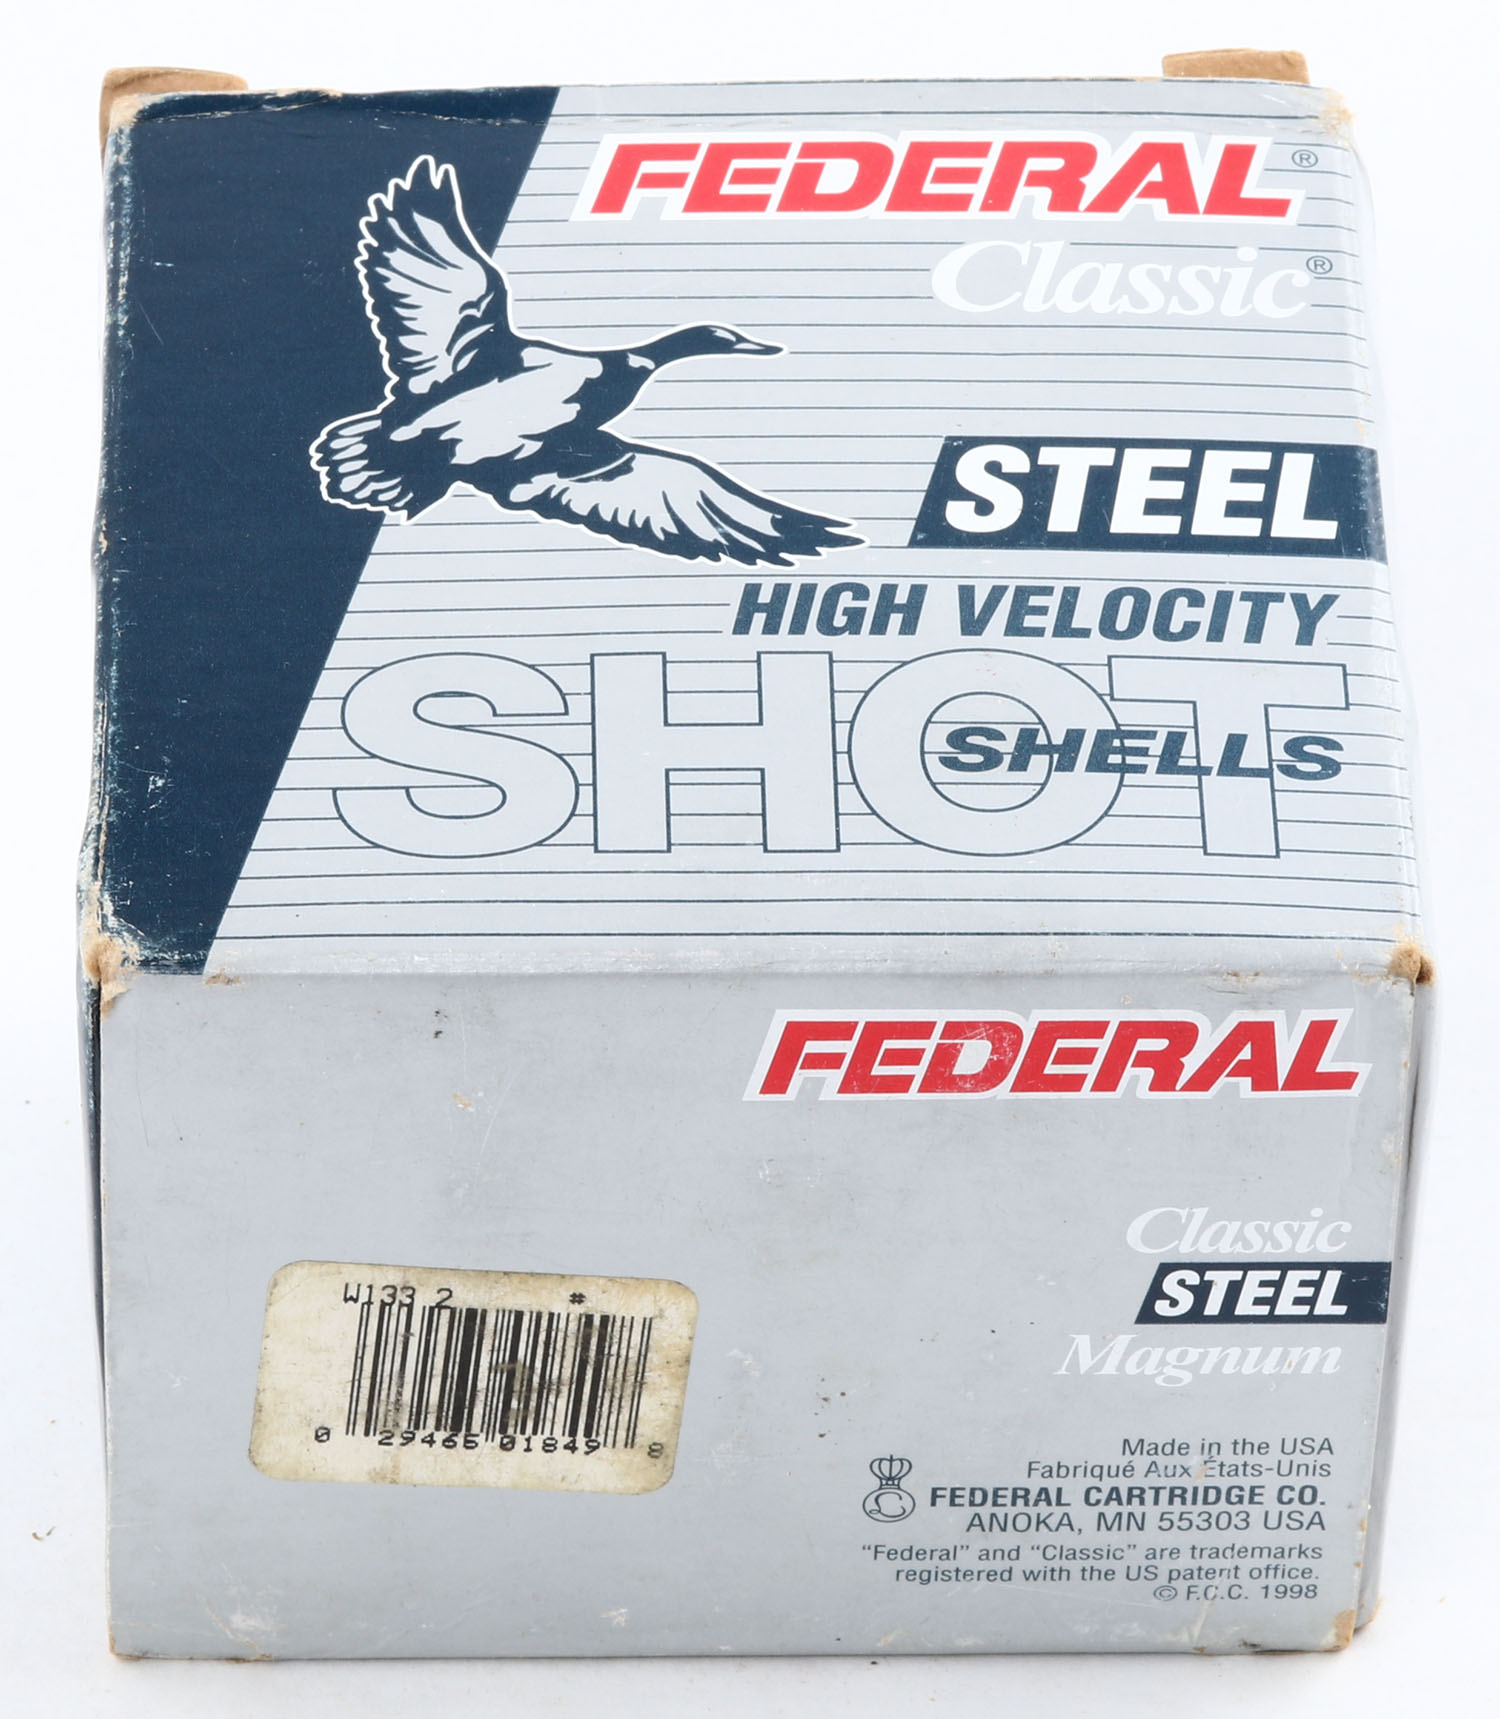 FEDERAL®
Classic®
STEEL
HIGH VELOCITY
SHOT
SHELLS
FEDERAL
Classic
STEEL
Magnum
W133 2 #
0 29465 01849 8
Made in the USA
Fabriqué Aux États-Unis
FEDERAL CARTRIDGE CO.
ANOKA, MN 55303 USA
"Federal" and "Classic" are trademarks
registered with the US patent office.
© F.C.C. 1998